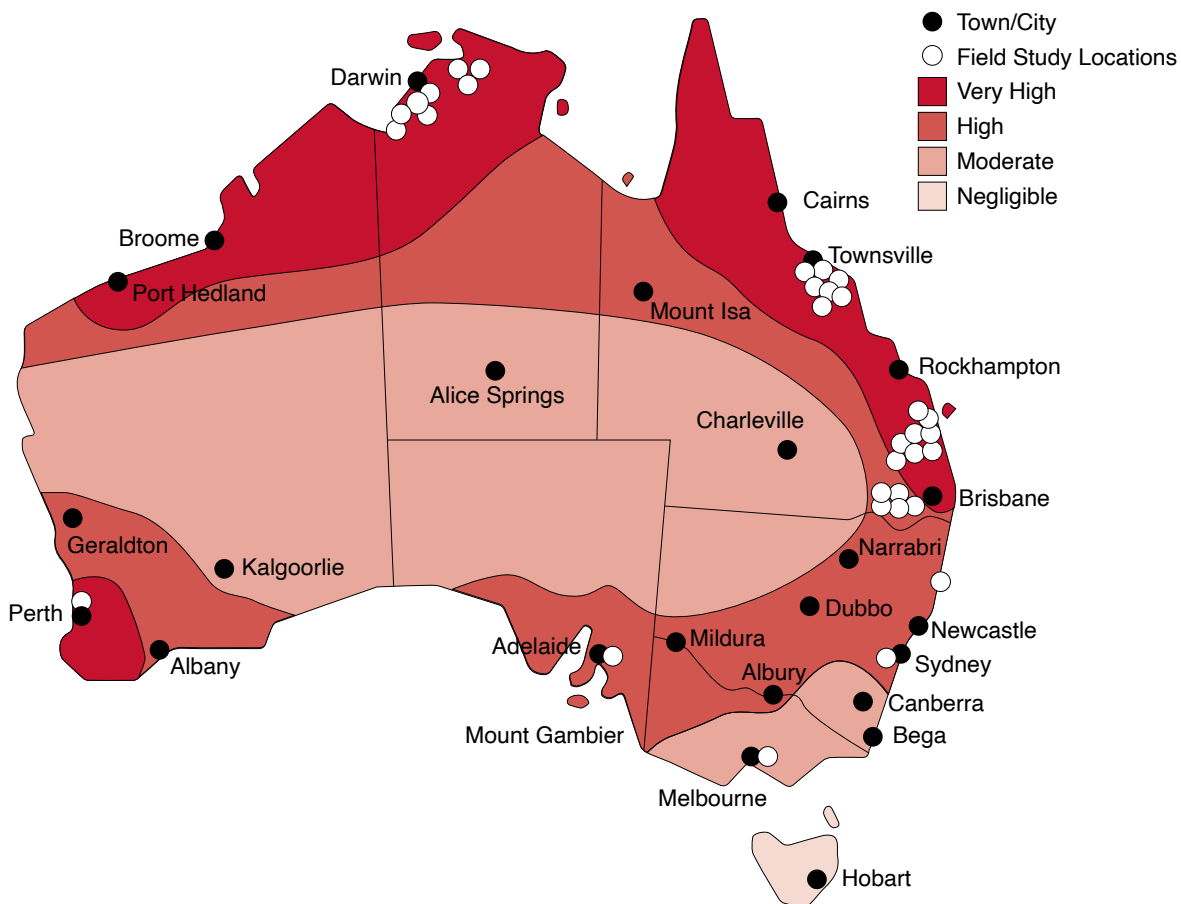 Town/City
Field Study Locations
Very High
High
Moderate
Negligible
Darwin
Cairns
Broome
Townsville
Port Hedland
Mount Isa
Rockhampton
Alice Springs
Charleville
Brisbane
Geraldton
Narrabri
Kalgoorlie
Perth
Dubbo
Newcastle
Mildura
Adelaide
Sydney
Albany
Albury
Canberra
Mount Gambier
Bega
Melbourne
Hobart